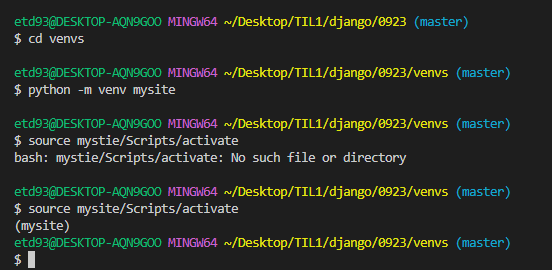 etd93@DESKTOP-AQN9GOO MINGW64 ~/Desktop/TIL1/django/0923 (master)
$ cd venvs
etd93@DESKTOP-AQN9GOO MINGW64 ~/Desktop/TIL1/django/0923/venvs (master)
$ python -m venv mysite
etd93@DESKTOP-AQN9GOO MINGW64 ~/Desktop/TIL1/django/0923/venvs (master)
$ source mystie/Scripts/activate
bash: mystie/Scripts/activate: No such file or directory
etd93@DESKTOP-AQN9GOO MINGW64 ~/Desktop/TIL1/django/0923/venvs (master)
$ source mysite/Scripts/activate
(mysite)
etd93@DESKTOP-AQN9GOO MINGW64 ~/Desktop/TIL1/django/0923/venvs (master)
$